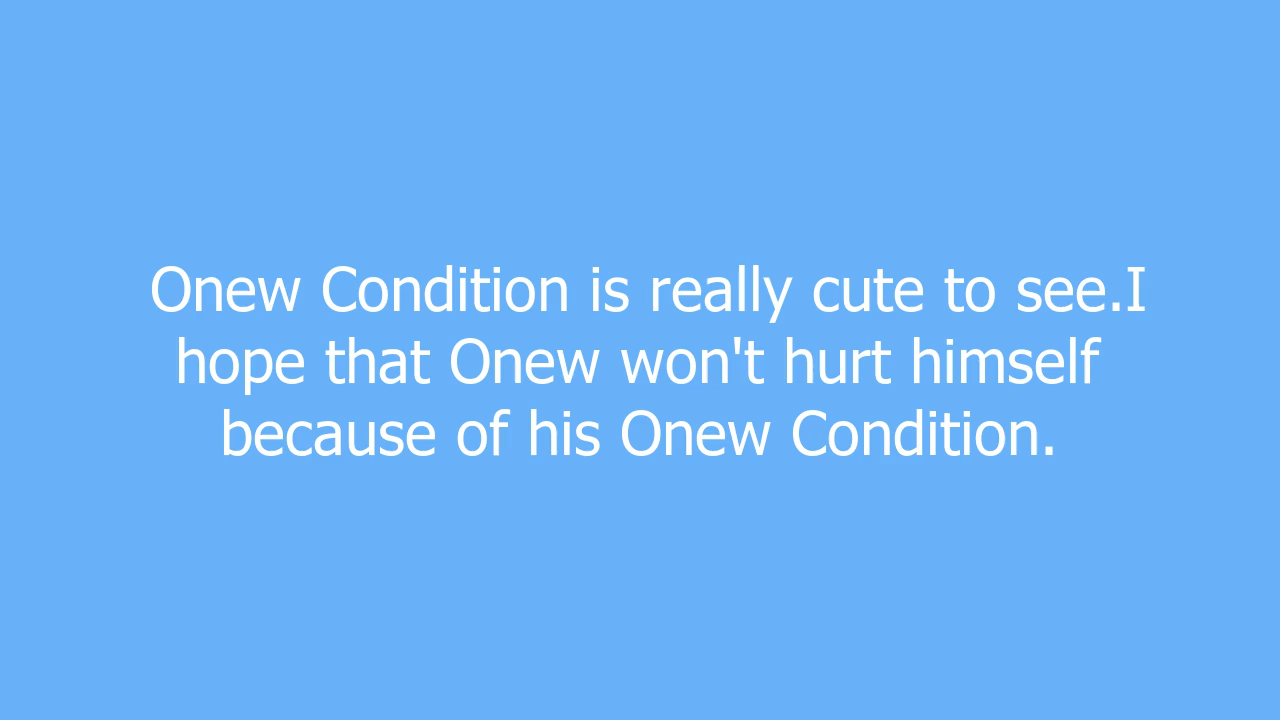 Onew Condition is really cute to see.I
hope that Onew won't hurt himself
because of his Onew Condition.